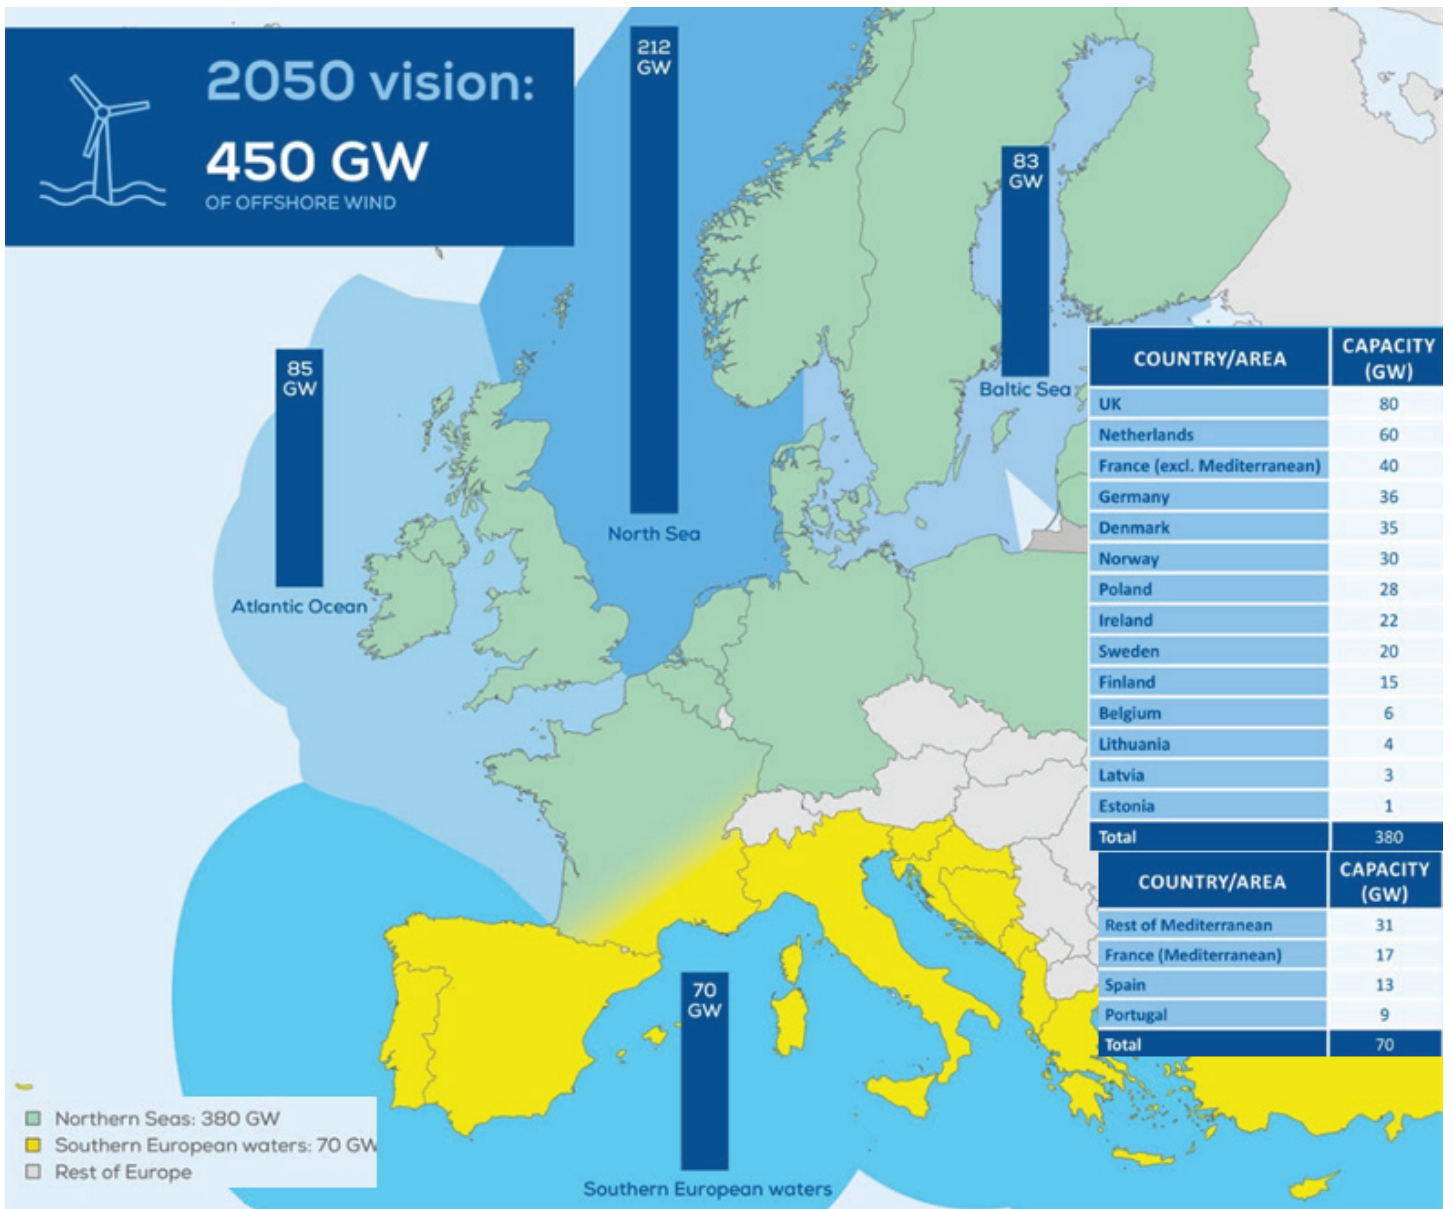 2050 vision:
450 GW
OF OFFSHORE WIND
212
GW
North Sea
83
GW
Baltic Sea
85
GW
Atlantic Ocean
70
GW
Southern European waters
COUNTRY/AREA CAPACITY (GW)
UK 80
Netherlands 60
France (excl. Mediterranean) 40
Germany 36
Denmark 35
Norway 30
Poland 28
Ireland 22
Sweden 20
Finland 15
Belgium 6
Lithuania 4
Latvia 3
Estonia 1
Total 380
COUNTRY/AREA CAPACITY (GW)
Rest of Mediterranean 31
France (Mediterranean) 17
Spain 13
Portugal 9
Total 70
Northern Seas: 380 GW
Southern European waters: 70 GW
Rest of Europe